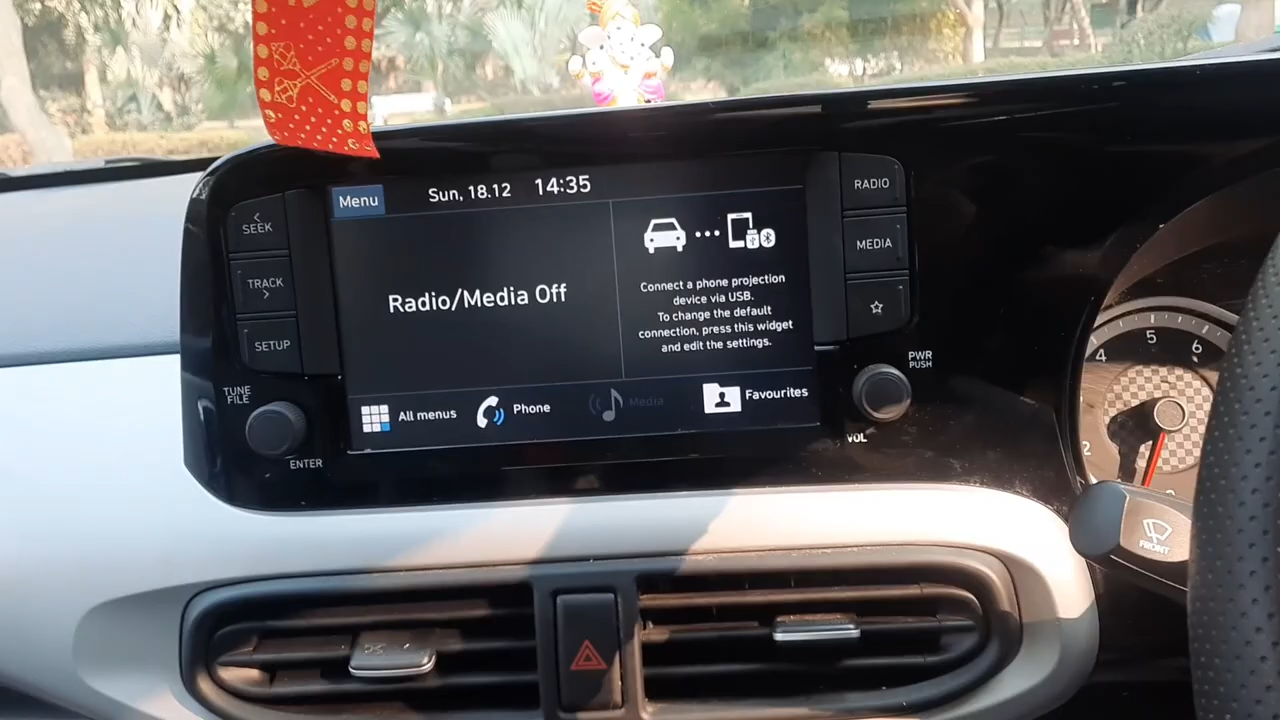 Menu
Sun, 18.12 14:35
Radio/Media Off
Connect a phone projection
device via USB.
To change the default
connection, press this widget
and edit the settings.
All menus
Phone
Media
Favourites
SEEK
TRACK
SETUP
TUNE
FILE
ENTER
RADIO
MEDIA
PWR
PUSH
VOL
2
4
5
6
FRONT